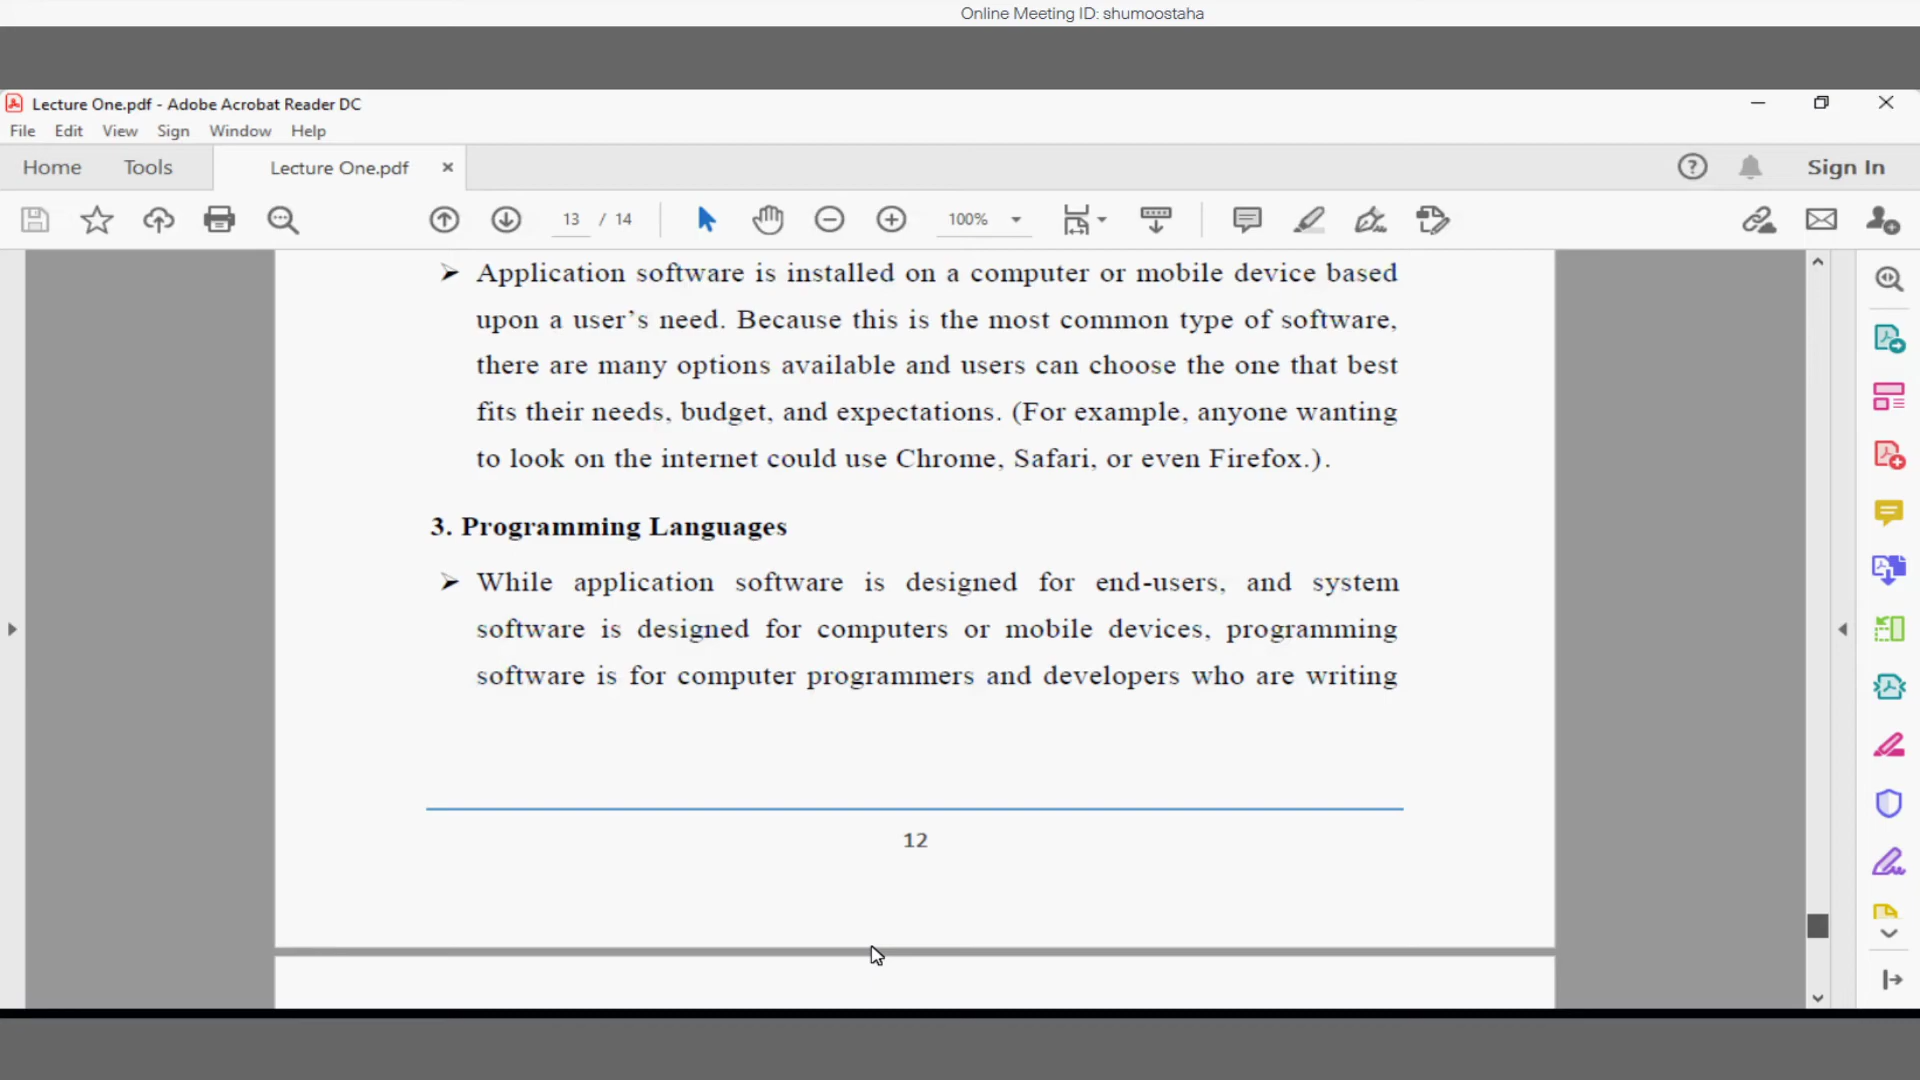 Online Meeting ID: shumoostaha
Lecture One.pdf - Adobe Acrobat Reader DC
File Edit View Sign Window Help
Home Tools Lecture One.pdf × Sign In
13 / 14 100%
➢ Application software is installed on a computer or mobile device based
upon a user’s need. Because this is the most common type of software,
there are many options available and users can choose the one that best
fits their needs, budget, and expectations. (For example, anyone wanting
to look on the internet could use Chrome, Safari, or even Firefox.).
3. Programming Languages
➢ While application software is designed for end-users, and system
software is designed for computers or mobile devices, programming
software is for computer programmers and developers who are writing
12